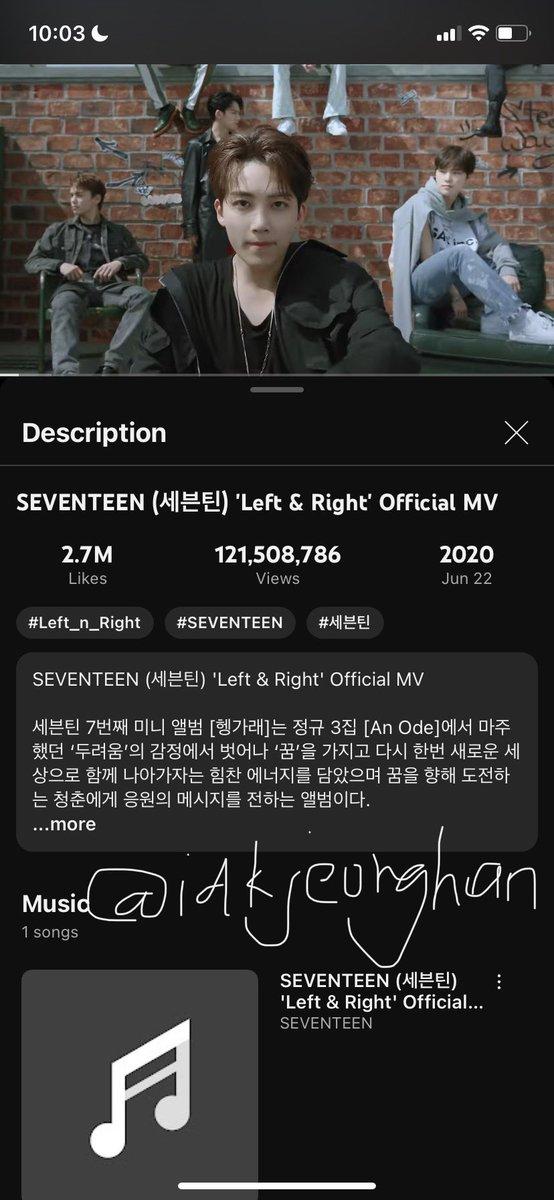 10:03
Description
SEVENTEEN (세븐틴) 'Left & Right' Official MV
2.7M 121,508,786 2020
Likes Views Jun 22
#Left_n_Right #SEVENTEEN #세븐틴
SEVENTEEN (세븐틴) 'Left & Right' Official MV
세븐틴 7번째 미니 앨범 [헹가래]는 정규 3집 [An Ode]에서 마주
했던 ‘두려움’의 감정에서 벗어나 ‘꿈’을 가지고 다시 한번 새로운 세
상으로 함께 나아가자는 힘찬 에너지를 담았으며 꿈을 향해 도전하
는 청춘에게 응원의 메시지를 전하는 앨범이다.
...more
@idkjeonghan
Music
1 songs
SEVENTEEN (세븐틴)
'Left & Right' Official...
SEVENTEEN